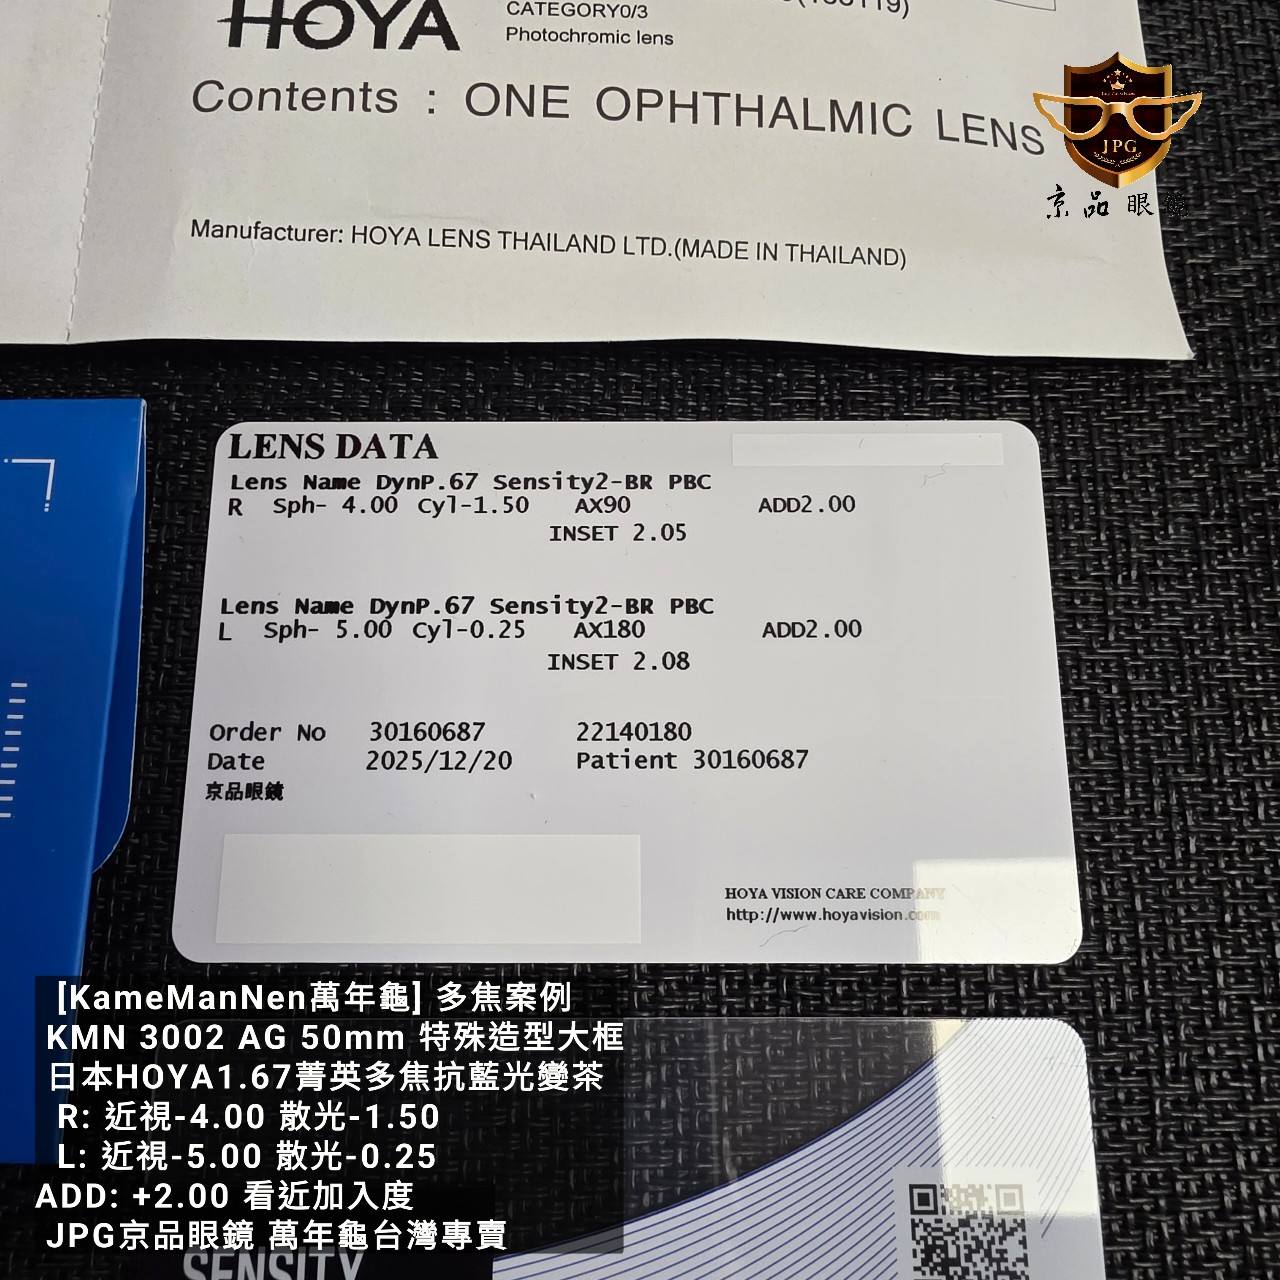 HOYA
CATEGORY0/3
Photochromic lens
Contents : ONE OPHTHALMIC LENS
Manufacturer: HOYA LENS THAILAND LTD.(MADE IN THAILAND)
JPG
京品眼鏡
LENS DATA
Lens Name DynP.67 Sensity2-BR PBC
R Sph- 4.00 Cyl-1.50 AX90 ADD2.00
INSET 2.05
Lens Name DynP.67 Sensity2-BR PBC
L Sph- 5.00 Cyl-0.25 AX180 ADD2.00
INSET 2.08
Order No 30160687 22140180
Date 2025/12/20 Patient 30160687
京品眼鏡
HOYA VISION CARE COMPANY
http://www.hoyavision.com
[KameManNen萬年龜] 多焦案例
KMN 3002 AG 50mm 特殊造型大框
日本HOYA1.67菁英多焦抗藍光變茶
R: 近視-4.00 散光-1.50
L: 近視-5.00 散光-0.25
ADD: +2.00 看近加入度
JPG京品眼鏡 萬年龜台灣專賣
SENSITY